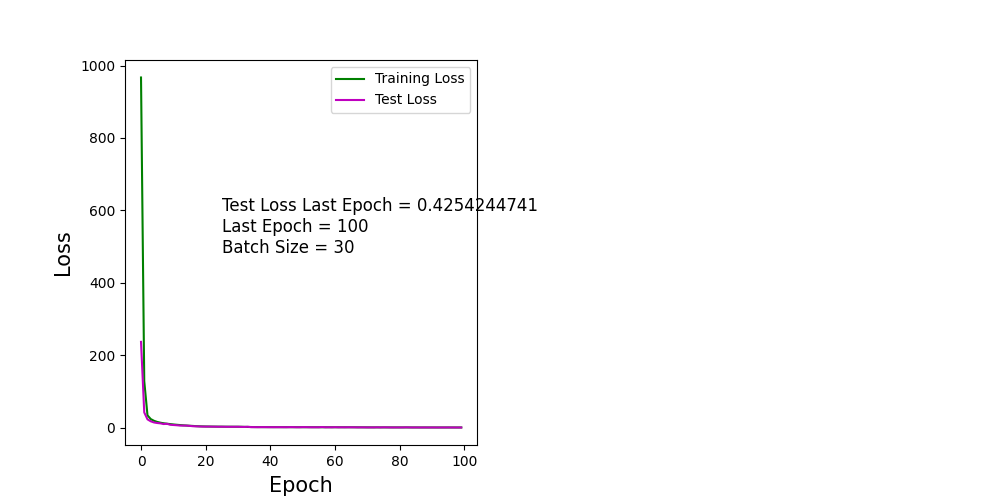 1000
800
600
400
200
0
Loss
Training Loss
Test Loss
Test Loss Last Epoch = 0.4254244741
Last Epoch = 100
Batch Size = 30
0 20 40 60 80 100
Epoch